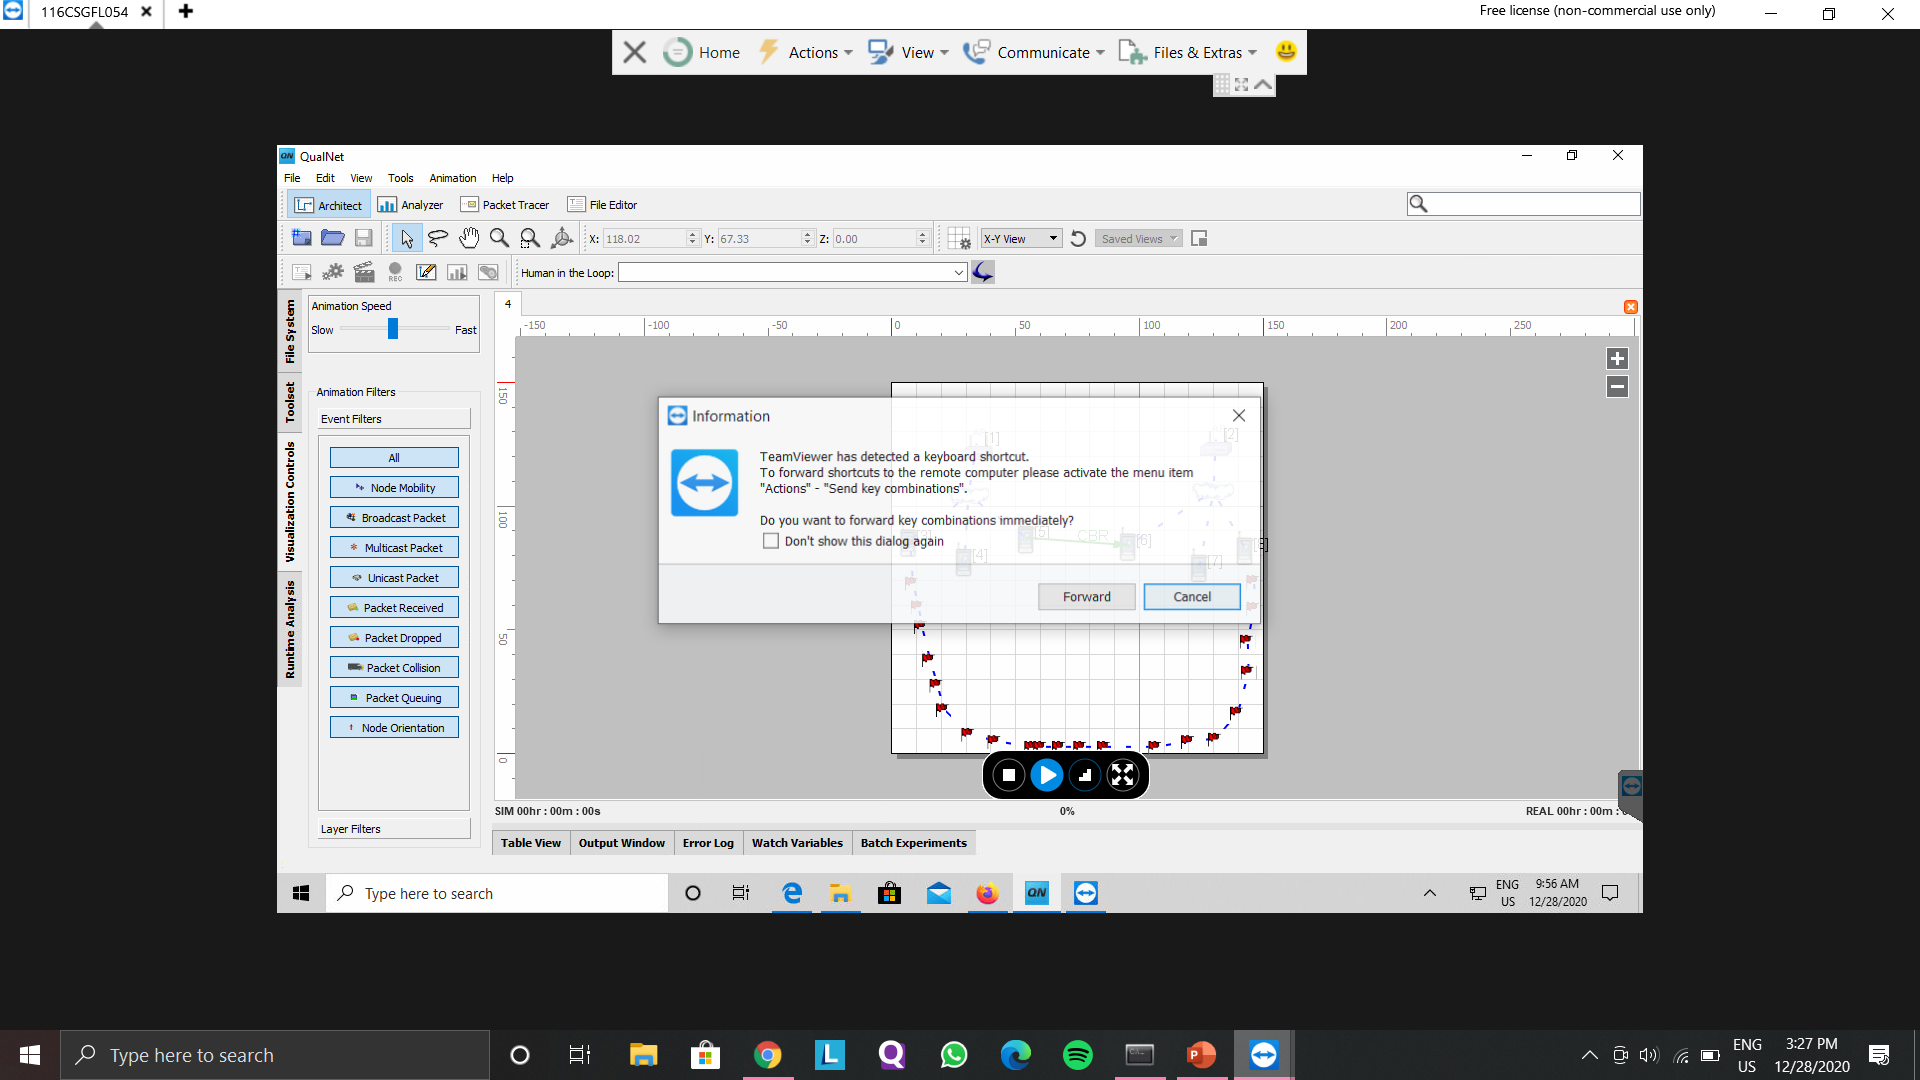 116CSGFL054
Free license (non-commercial use only)
Home
Actions
View
Communicate
Files & Extras
QN QualNet
File Edit View Tools Animation Help
Architect
Analyzer
Packet Tracer
File Editor
X: 118.02 Y: 67.33 Z: 0.00
X-Y View
Saved Views
REC
Human in the Loop:
File System
Toolset
Visualization Controls
Runtime Analysis
Animation Speed
Slow
Fast
Animation Filters
Event Filters
All
Node Mobility
Broadcast Packet
Multicast Packet
Unicast Packet
Packet Received
Packet Dropped
Packet Collision
Packet Queuing
Node Orientation
Layer Filters
4
-150 -100 -50 0 50 100 150 200 250
150
100
50
0
Information
TeamViewer has detected a keyboard shortcut.
To forward shortcuts to the remote computer please activate the menu item
"Actions" - "Send key combinations".
Do you want to forward key combinations immediately?
Don't show this dialog again
Forward
Cancel
[1]
[2]
[4]
[5]
CBR
[6]
[7]
SIM 00hr : 00m : 00s
0%
REAL 00hr : 00m :
Table View
Output Window
Error Log
Watch Variables
Batch Experiments
Type here to search
QN
ENG
US
9:56 AM
12/28/2020
Type here to search
L
P
ENG
US
3:27 PM
12/28/2020